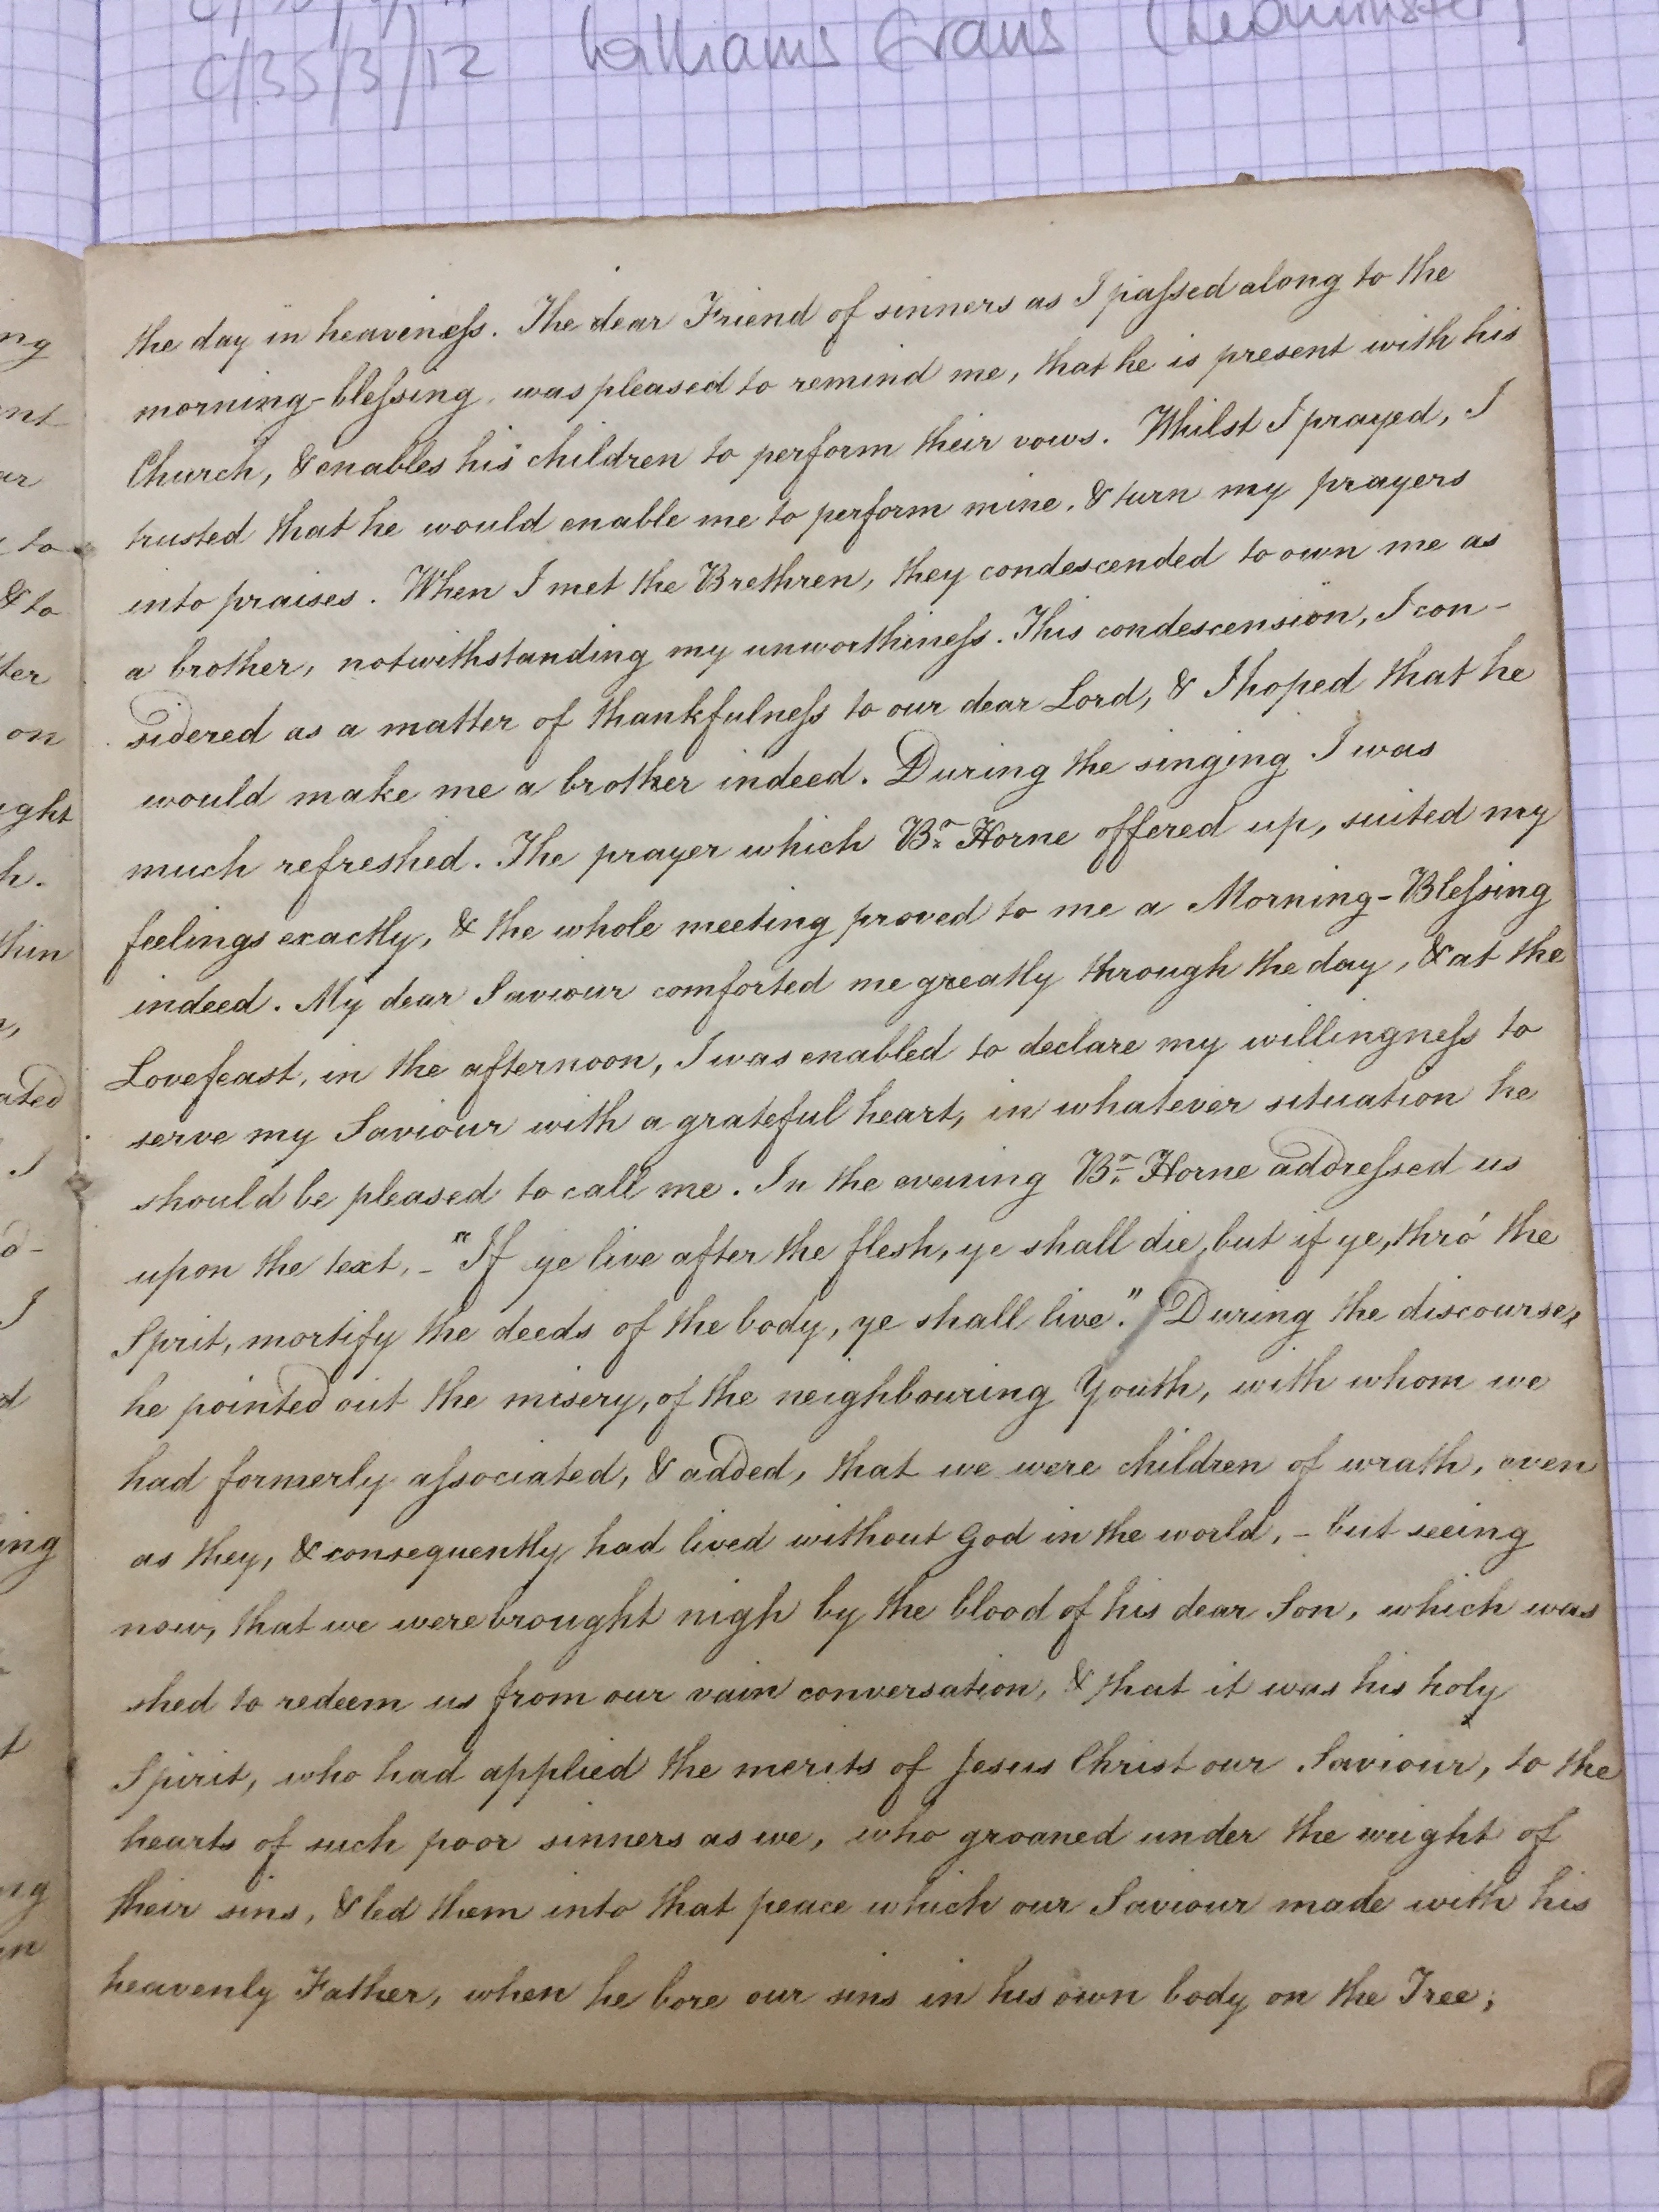 C/35/3/12 Williams Evans (Leominster)
the day in heaviness. The dear Friend of sinners as I passed along to the
morning-blessing, was pleased to remind me, that he is present with his
Church, & enables his children to perform their vows. Whilst I prayed, I
trusted that he would enable me to perform mine, & turn my prayers
into praises. When I met the Brethren, they condescended to own me as
a brother, notwithstanding my unworthiness. This condescension, I con-
sidered as a matter of thankfulness to our dear Lord, & I hoped that he
would make me a brother indeed. During the singing I was
much refreshed. The prayer which Br. Horne offered up, suited my
feelings exactly, & the whole meeting proved to me a Morning-Blessing
indeed. My dear Saviour comforted me greatly through the day, & at the
Lovefeast, in the afternoon, I was enabled to declare my willingness to
serve my Saviour with a grateful heart, in whatever situation he
should be pleased to call me. In the evening Br. Horne addressed us
upon the text, - "If ye live after the flesh, ye shall die, but if ye, thro' the
Sprit, mortify the deeds of the body, ye shall live." During the discourse,
he pointed out the misery, of the neighbouring Youth, with whom we
had formerly associated, & added, that we were children of wrath, even
as they, & consequently had lived without God in the world, - but seeing
now, that we were brought nigh by the blood of his dear Son, which was
shed to redeem us from our vain conversation, & that it was his holy
Spirit, who had applied the merits of Jesus Christ our Saviour, to the
hearts of such poor sinners as we, who groaned under the weight of
their sins, & led them into that peace which our Saviour made with his
heavenly Father, when he bore our sins in his own body on the Tree;